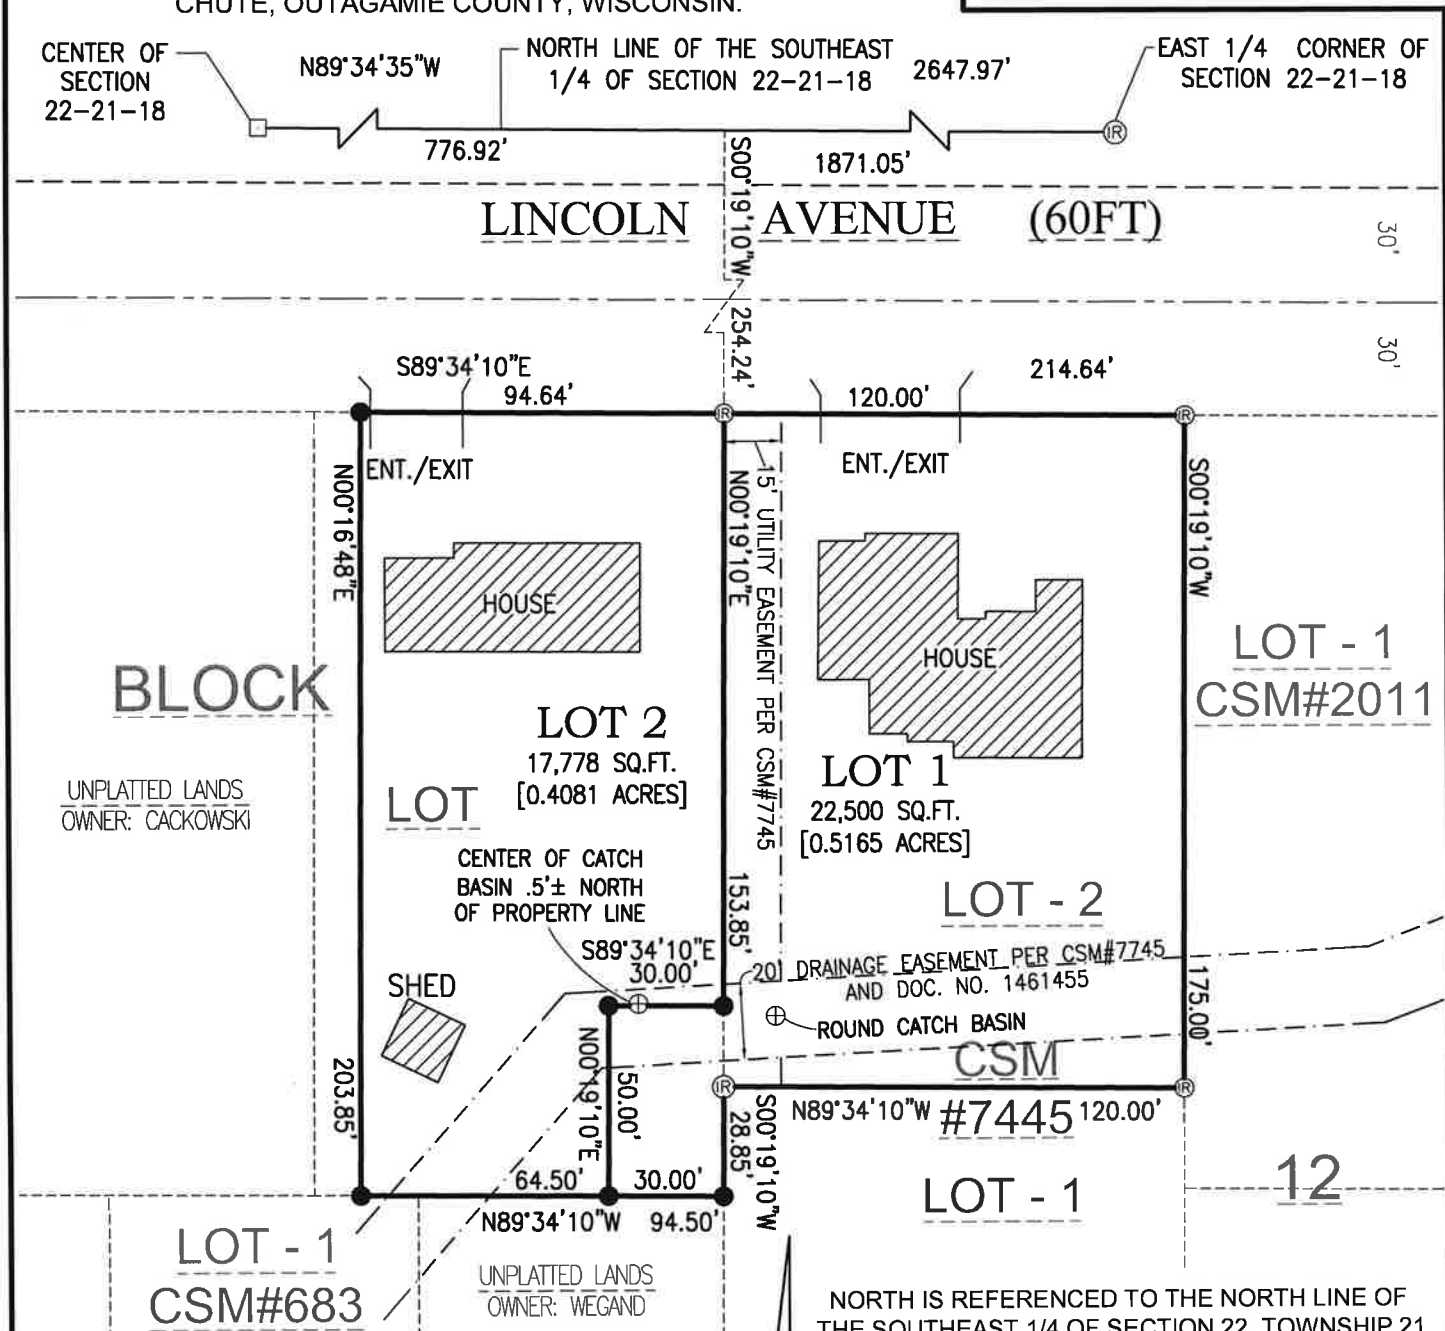 CHUTE, OUTAGAMIE COUNTY, WISCONSIN.
CENTER OF
SECTION
22-21-18
N89°34'35"W
NORTH LINE OF THE SOUTHEAST
1/4 OF SECTION 22-21-18
2647.97'
EAST 1/4 CORNER OF
SECTION 22-21-18
IR
776.92'
1871.05'
S00°19'10"W
254.24'
LINCOLN AVENUE (60FT)
30'
30'
S89°34'10"E
94.64'
120.00'
214.64'
IR
IR
ENT./EXIT
ENT./EXIT
N00°16'48"E
203.85'
N00°19'10"E
153.85'
15' UTILITY EASEMENT PER CSM#7745
S00°19'10"W
175.00'
HOUSE
HOUSE
BLOCK
LOT - 1
CSM#2011
LOT 2
17,778 SQ.FT.
[0.4081 ACRES]
LOT 1
22,500 SQ.FT.
[0.5165 ACRES]
UNPLATTED LANDS
OWNER: CACKOWSKI
LOT
CENTER OF CATCH
BASIN .5'± NORTH
OF PROPERTY LINE
LOT - 2
S89°34'10"E
30.00'
20' DRAINAGE EASEMENT PER CSM#7745
AND DOC. NO. 1461455
SHED
ROUND CATCH BASIN
N00°19'10"E
50.00'
CSM
#7445
IR
IR
N89°34'10"W
120.00'
S00°19'10"W
28.85'
64.50'
30.00'
N89°34'10"W
94.50'
LOT - 1
12
LOT - 1
CSM#683
UNPLATTED LANDS
OWNER: WEGAND
NORTH IS REFERENCED TO THE NORTH LINE OF
THE SOUTHEAST 1/4 OF SECTION 22, TOWNSHIP 21